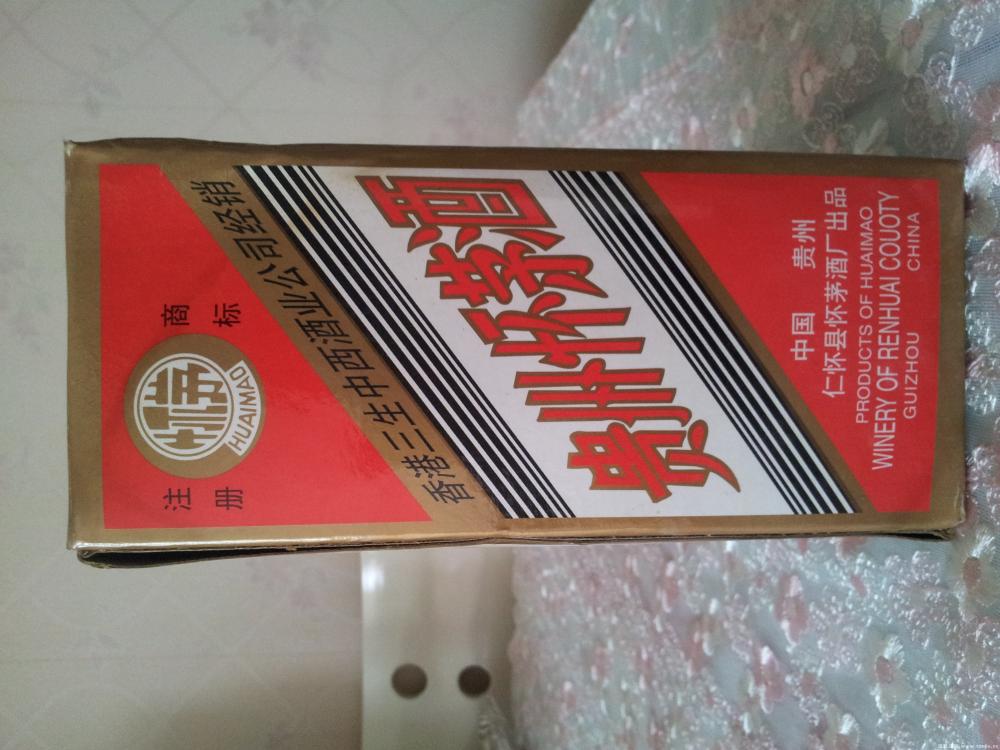 注册 商标
怀茅
HUAIMAO
香港三生中西酒业公司经销
贵州怀茅酒
中国 贵州
仁怀县怀茅酒厂出品
PRODUCTS OF HUAIMAO
WINERY OF RENHUAI COUOTY
GUIZHOU CHINA